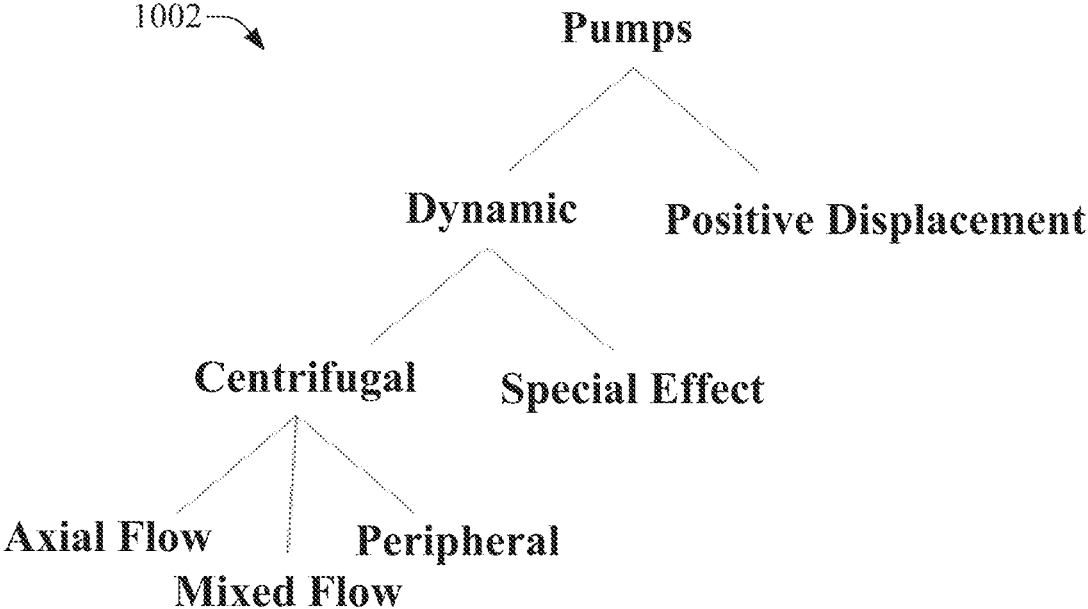 1002
Pumps
Dynamic
Positive Displacement
Centrifugal
Special Effect
Axial Flow
Peripheral
Mixed Flow